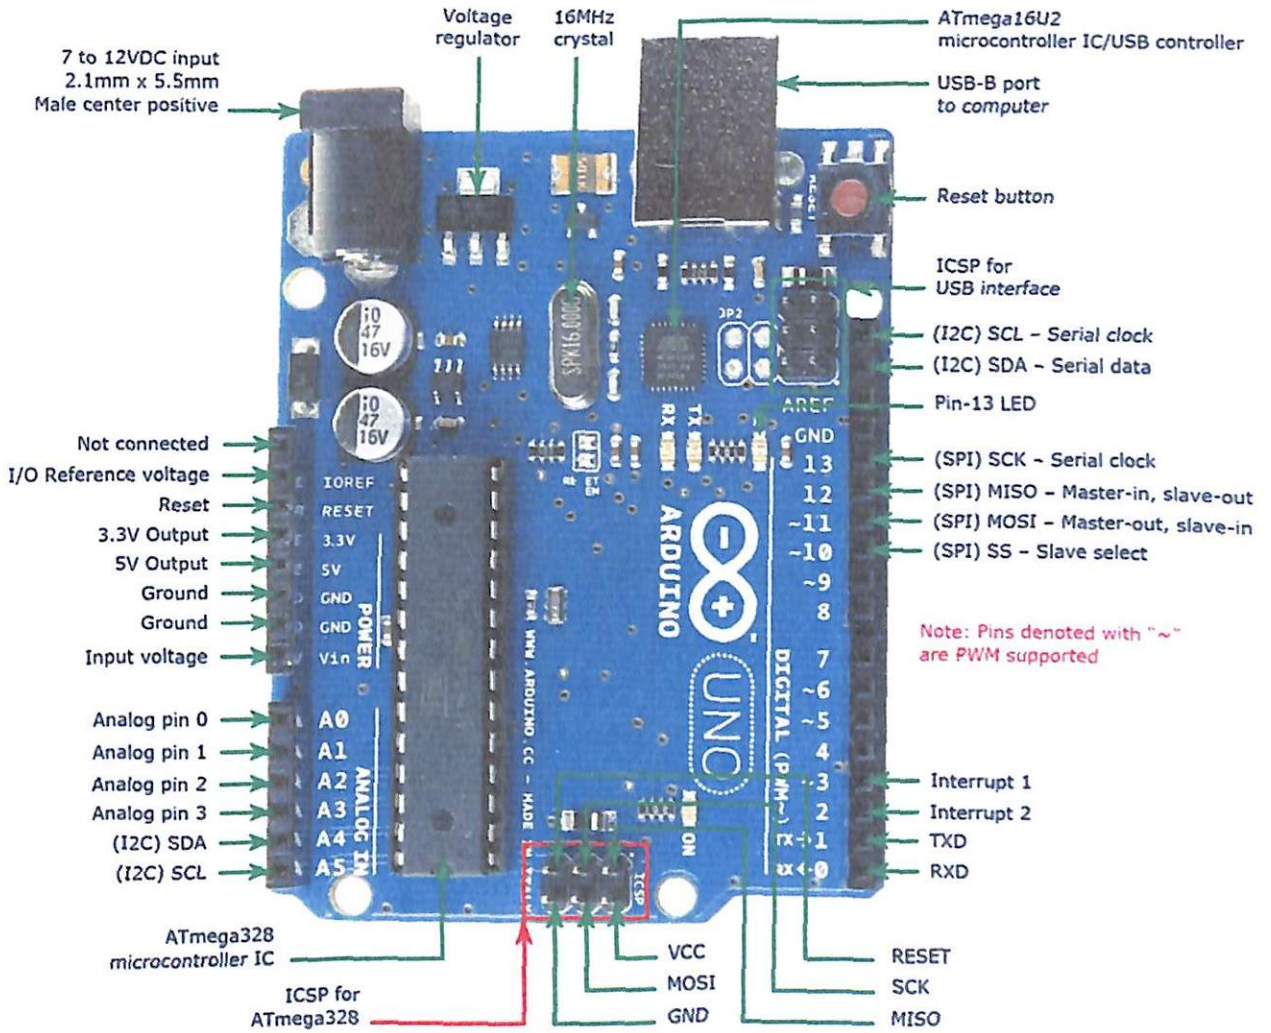 Voltage
regulator
16MHz
crystal
ATmega16U2
microcontroller IC/USB controller
7 to 12VDC input
2.1mm x 5.5mm
Male center positive
USB-B port
to computer
Reset button
RESET
ICSP for
USB interface
(I2C) SCL – Serial clock
(I2C) SDA – Serial data
Pin-13 LED
(SPI) SCK – Serial clock
(SPI) MISO – Master-in, slave-out
(SPI) MOSI – Master-out, slave-in
(SPI) SS – Slave select
Note: Pins denoted with "~"
are PWM supported
Interrupt 1
Interrupt 2
TXD
RXD
Not connected
I/O Reference voltage
Reset
3.3V Output
5V Output
Ground
Ground
Input voltage
Analog pin 0
Analog pin 1
Analog pin 2
Analog pin 3
(I2C) SDA
(I2C) SCL
47
16V
47
16V
SPK16.000G
JP2
RX
TX
IOREF
RESET
3.3V
5V
GND
GND
Vin
POWER
A0
A1
A2
A3
A4
A5
ANALOG IN
WWW.ARDUINO.CC - MADE
ARDUINO
UNO
AREF
GND
13
12
~11
~10
~9
8
7
~6
~5
4
~3
2
TX→1
RX←0
DIGITAL (PWM~)
ON
ICSP
ATmega328
microcontroller IC
ICSP for
ATmega328
VCC
MOSI
GND
RESET
SCK
MISO